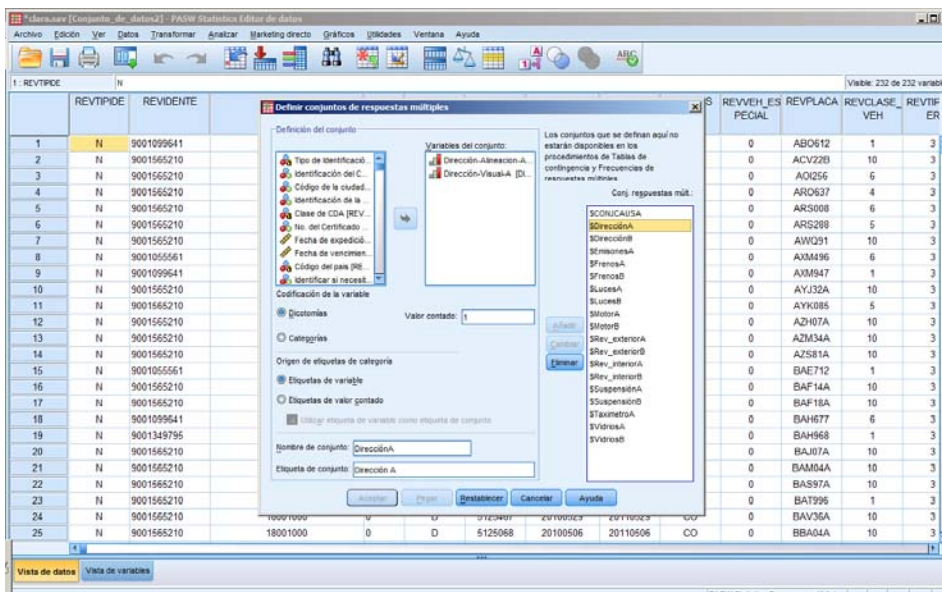 *clara.sav [Conjunto_de_datos2] - PASW Statistics Editor de datos
Archivo Edición Ver Datos Transformar Analizar Marketing directo Gráficos Utilidades Ventana Ayuda
1 : REVTIPIDE N Visible: 232 de 232 variabl
REVTIPIDE REVIDENTE S REVVEH_ES REVPLACA REVCLASE_ REVTIF
PECIAL VEH ER
Definir conjuntos de respuestas múltiples
Definición del conjunto
Variables del conjunto:
Tipo de Identificació...
Identificación del C...
Código de la ciudad...
Identificación de la ...
Clase de CDA [REV...
No. del Certificado ...
Fecha de expedició...
Fecha de vencimien...
Código del pais [RE...
Identificar si necesit...
Dirección-Alineacion-A...
Dirección-Visual-A [DI...
Los conjuntos que se definan aquí no
estarán disponibles en los
procedimientos de Tablas de
contingencia y Frecuencias de
respuestas múltiples
Conj. respuestas múlt.:
$CONJCAUSA
$DirecciónA
$DirecciónB
$EmisonesA
$FrenosA
$FrenosB
$LucesA
$LucesB
$MotorA
$MotorB
$Rev_exteriorA
$Rev_exteriorB
$Rev_interiorA
$Rev_interiorB
$SuspensiónA
$SuspensiónB
$TaximetroA
$VidriosA
$VidriosB
Codificación de la variable
Dicotomías Valor contado: 1
Categorías
Origen de etiquetas de categoría
Etiquetas de variable
Etiquetas de valor contado
Utilizar etiqueta de variable como etiqueta de conjunto
Nombre de conjunto: DirecciónA
Etiqueta de conjunto: Dirección A
Añadir
Cambiar
Eliminar
Aceptar Pegar Restablecer Cancelar Ayuda
1 N 9001099641 0 ABO612 1 3
2 N 9001565210 0 ACV22B 10 3
3 N 9001565210 0 AOI256 6 3
4 N 9001565210 0 ARO637 4 3
5 N 9001565210 0 ARS008 6 3
6 N 9001565210 0 ARS288 5 3
7 N 9001565210 0 AWQ91 10 3
8 N 9001055561 0 AXM496 6 3
9 N 9001099641 0 AXM947 1 3
10 N 9001565210 0 AYJ32A 10 3
11 N 9001565210 0 AYK085 5 3
12 N 9001565210 0 AZH07A 10 3
13 N 9001565210 0 AZM34A 10 3
14 N 9001565210 0 AZS81A 10 3
15 N 9001055561 0 BAE712 1 3
16 N 9001565210 0 BAF14A 10 3
17 N 9001565210 0 BAF18A 10 3
18 N 9001099641 0 BAH677 6 3
19 N 9001349795 0 BAH968 1 3
20 N 9001565210 0 BAJ07A 10 3
21 N 9001565210 0 BAM04A 10 3
22 N 9001565210 0 BAS97A 10 3
23 N 9001565210 0 BAT996 1 3
24 N 9001565210 18001000 0 D 5125467 20100529 20110529 CO 0 BAV36A 10 3
25 N 9001565210 18001000 0 D 5125068 20100506 20110506 CO 0 BBA04A 10 3
Vista de datos Vista de variables